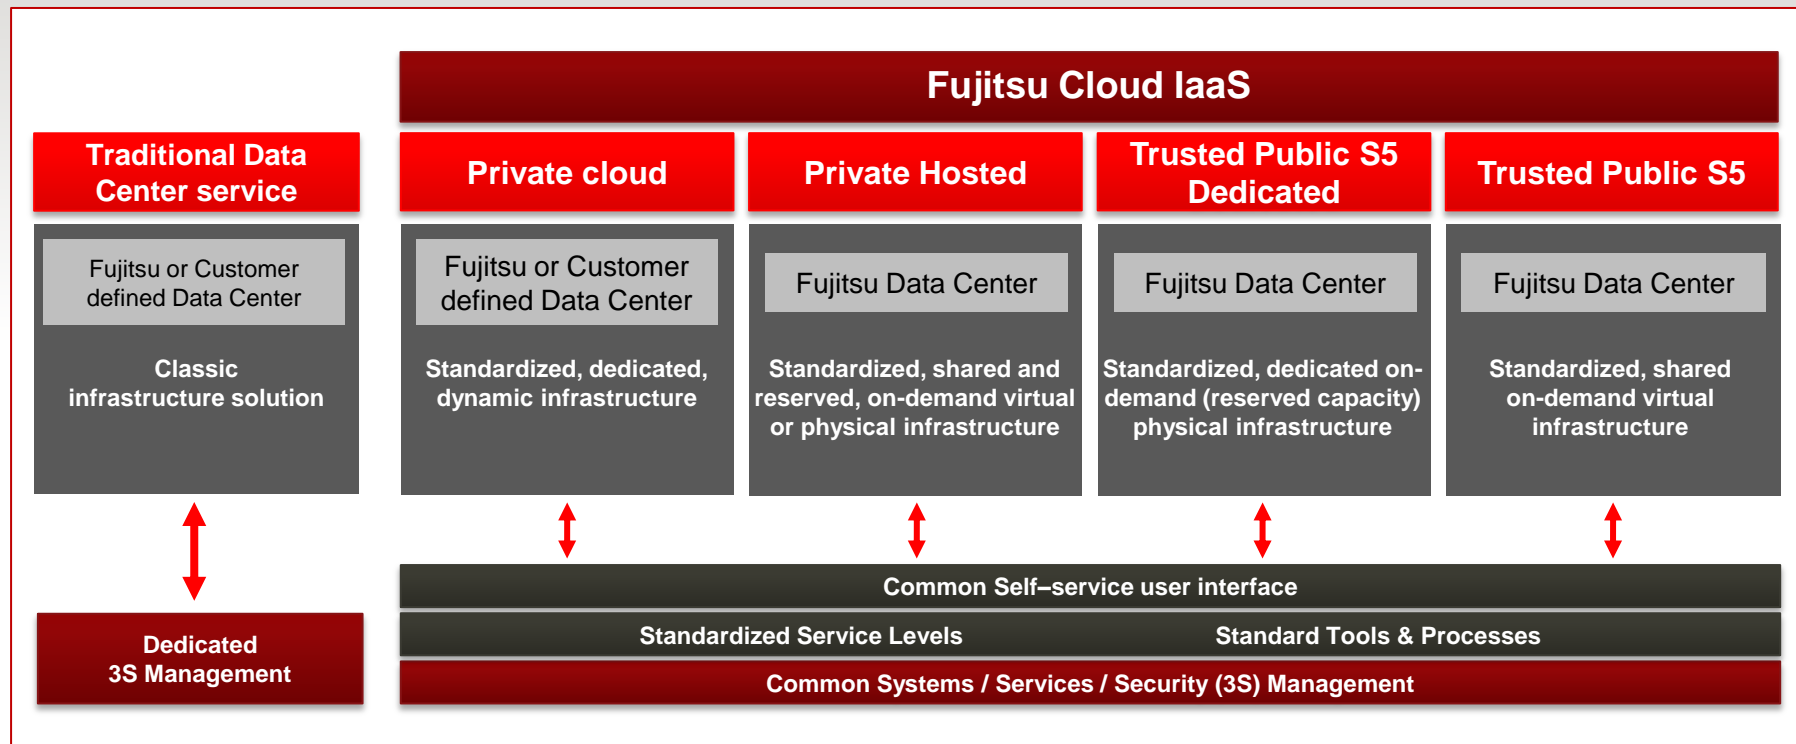 Fujitsu Cloud IaaS
Traditional Data
Center service
Private cloud
Private Hosted
Trusted Public S5
Dedicated
Trusted Public S5
Fujitsu or Customer
defined Data Center
Classic
infrastructure solution
Fujitsu or Customer
defined Data Center
Standardized, dedicated,
dynamic infrastructure
Fujitsu Data Center
Standardized, shared and
reserved, on-demand virtual
or physical infrastructure
Fujitsu Data Center
Standardized, dedicated on-
demand (reserved capacity)
physical infrastructure
Fujitsu Data Center
Standardized, shared
on-demand virtual
infrastructure
Dedicated
3S Management
Common Self–service user interface
Standardized Service Levels
Standard Tools & Processes
Common Systems / Services / Security (3S) Management